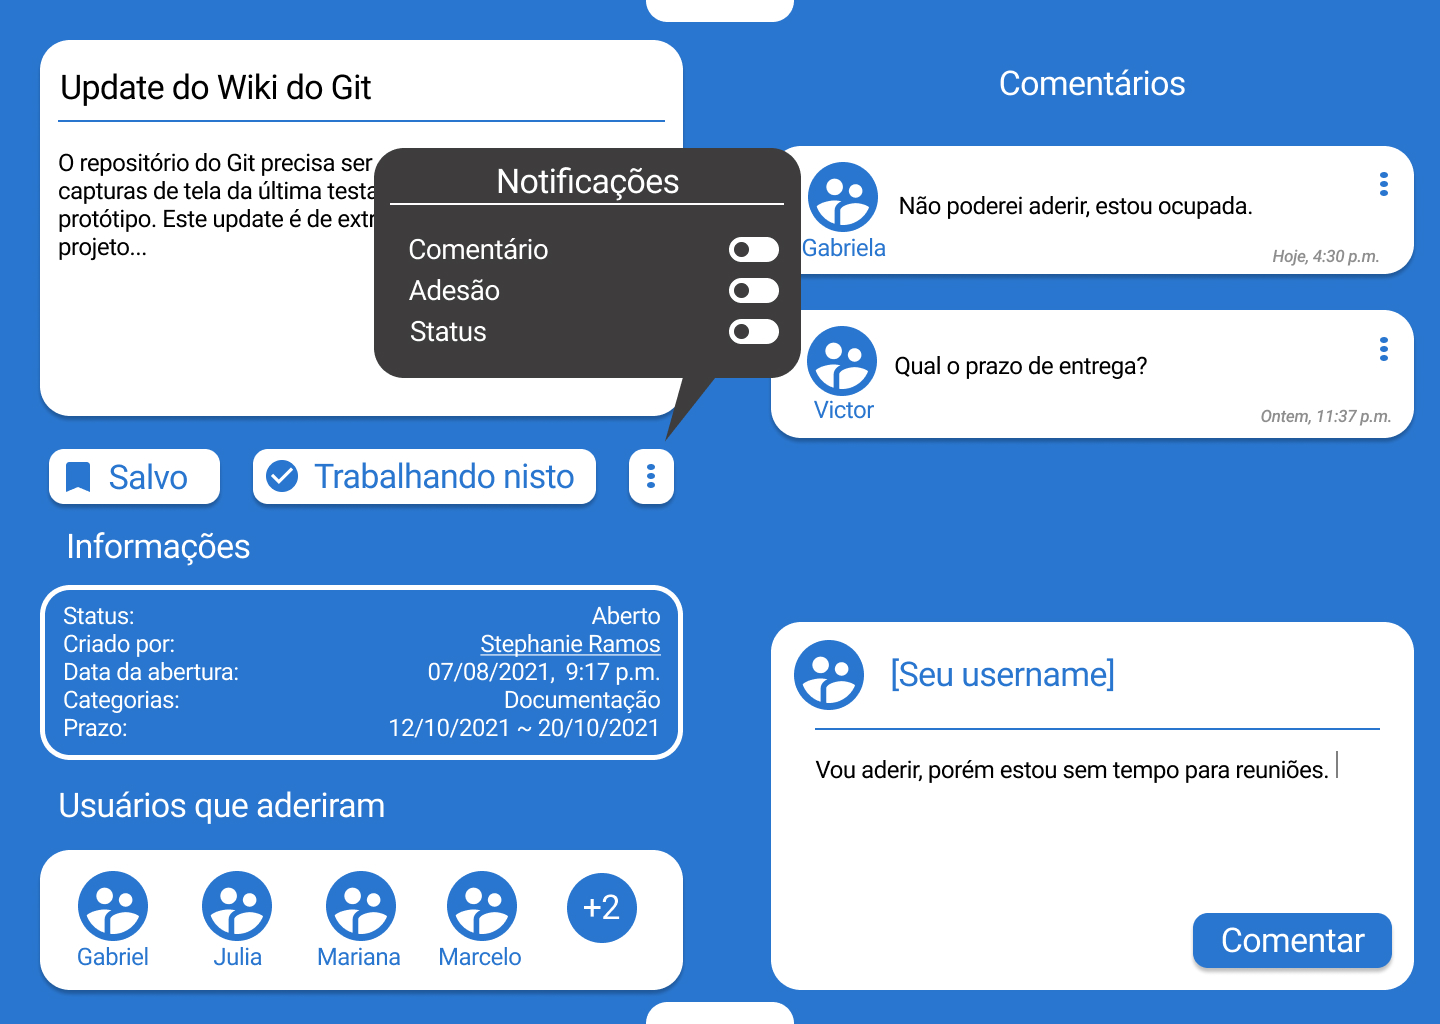 Update do Wiki do Git
O repositório do Git precisa ser
capturas de tela da última testa
protótipo. Este update é de extr
projeto...
Notificações
Comentário
Adesão
Status
Salvo
Trabalhando nisto
Informações
Status: Aberto
Criado por: Stephanie Ramos
Data da abertura: 07/08/2021, 9:17 p.m.
Categorias: Documentação
Prazo: 12/10/2021 ~ 20/10/2021
Usuários que aderiram
Gabriel Julia Mariana Marcelo +2
Comentários
Não poderei aderir, estou ocupada.
Gabriela
Hoje, 4:30 p.m.
Qual o prazo de entrega?
Victor
Ontem, 11:37 p.m.
[Seu username]
Vou aderir, porém estou sem tempo para reuniões.
Comentar